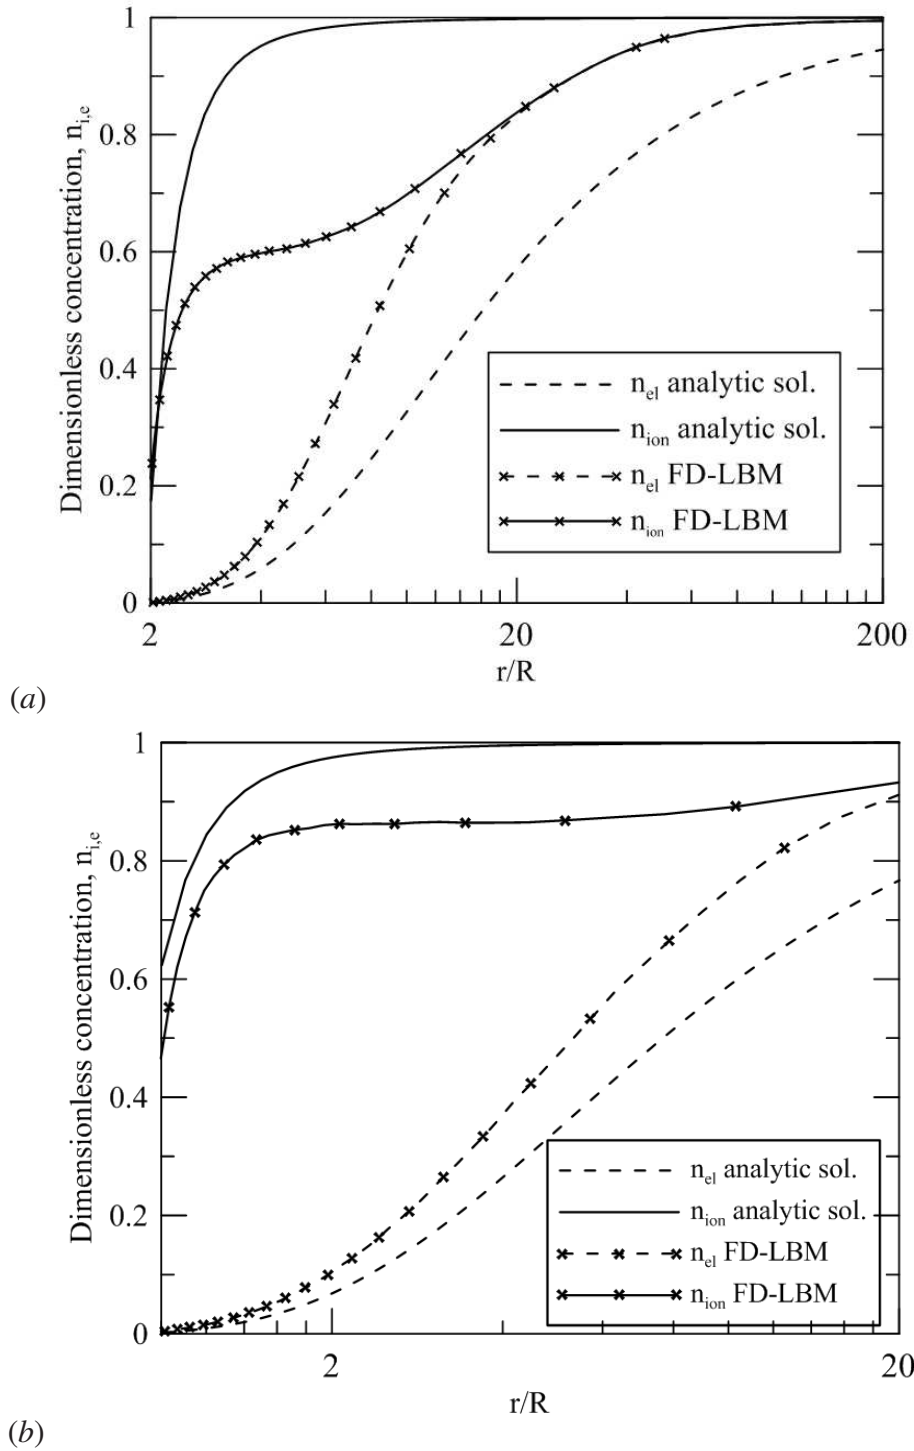 1
0.8
0.6
0.4
0.2
0
Dimensionless concentration, n_i,e
n_el analytic sol.
n_ion analytic sol.
n_el FD-LBM
n_ion FD-LBM
2 20 200
r/R
(a)
1
0.8
0.6
0.4
0.2
0
Dimensionless concentration, n_i,e
n_el analytic sol.
n_ion analytic sol.
n_el FD-LBM
n_ion FD-LBM
2 20
r/R
(b)